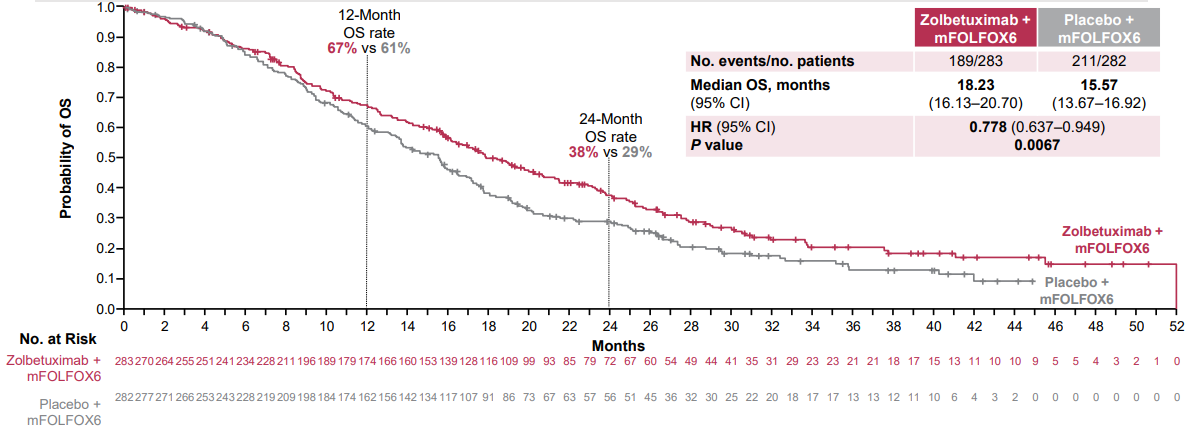 12-Month
OS rate
67% vs 61%
24-Month
OS rate
38% vs 29%
Zolbetuximab + mFOLFOX6
Placebo + mFOLFOX6
No. events/no. patients 189/283 211/282
Median OS, months 18.23 15.57
(95% CI) (16.13–20.70) (13.67–16.92)
HR (95% CI) 0.778 (0.637–0.949)
P value 0.0067
Probability of OS
1.0
0.9
0.8
0.7
0.6
0.5
0.4
0.3
0.2
0.1
0.0
Zolbetuximab +
mFOLFOX6
Placebo +
mFOLFOX6
0 2 4 6 8 10 12 14 16 18 20 22 24 26 28 30 32 34 36 38 40 42 44 46 48 50 52
Months
No. at Risk
Zolbetuximab + 283 270 264 255 251 241 234 228 211 196 189 179 174 166 160 153 139 128 116 109 99 93 85 79 72 67 60 54 49 44 41 35 31 29 23 23 21 21 18 17 15 13 11 10 10 9 5 5 4 3 2 1 0
mFOLFOX6
Placebo + 282 277 271 266 253 243 228 219 209 198 184 174 162 156 142 134 117 107 91 86 73 67 63 57 56 51 45 36 32 30 25 22 20 18 17 17 13 13 12 11 10 6 4 3 2 0 0 0 0 0 0 0 0
mFOLFOX6